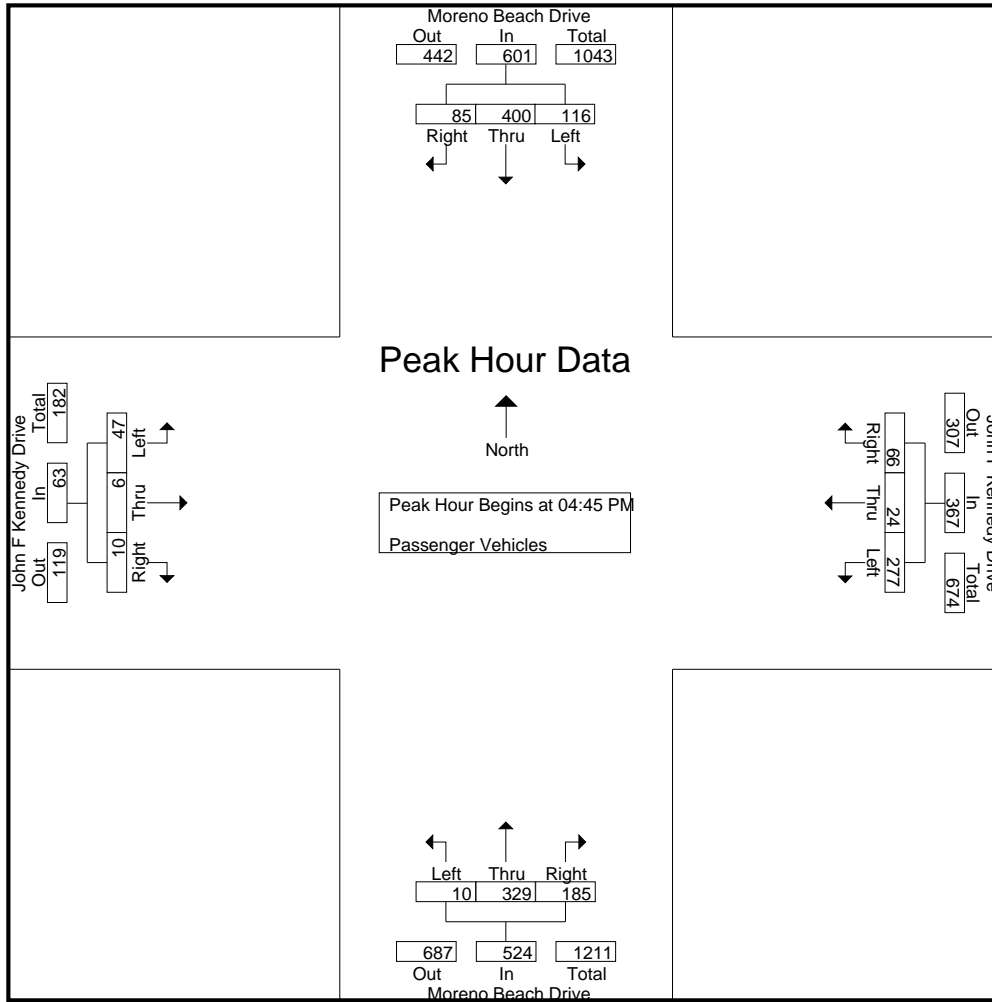 Moreno Beach Drive
Out In Total
442 601 1043
85 400 116
Right Thru Left
Peak Hour Data
North
Peak Hour Begins at 04:45 PM
Passenger Vehicles
John F Kennedy Drive
Out In Total
119 63 182
47 6 10
Left Thru Right
John F Kennedy Drive
Out In Total
307 367 674
66 24 277
Right Thru Left
Left Thru Right
10 329 185
687 524 1211
Out In Total
Moreno Beach Drive